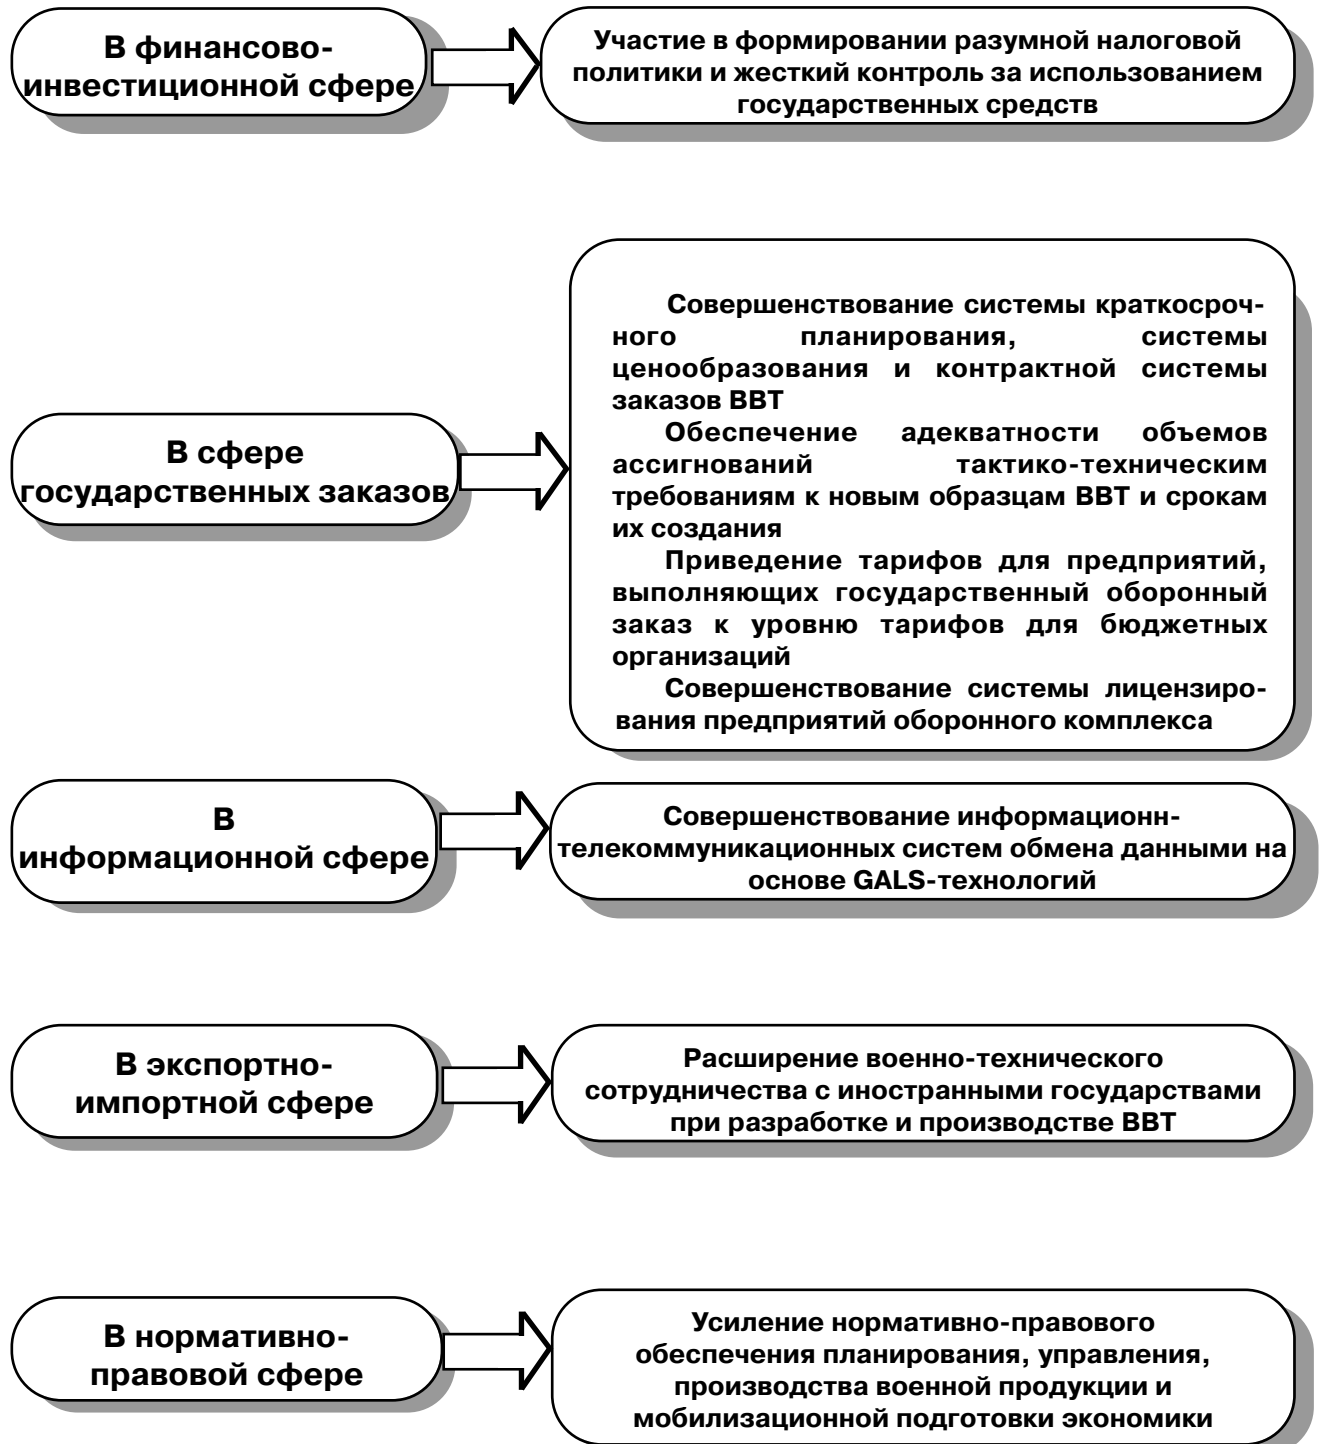 В финансово-
инвестиционной сфере
Участие в формировании разумной налоговой
политики и жесткий контроль за использованием
государственных средств
В сфере
государственных заказов
Совершенствование системы краткосроч-
ного планирования, системы
ценообразования и контрактной системы
заказов ВВТ
Обеспечение адекватности объемов
ассигнований тактико-техническим
требованиям к новым образцам ВВТ и срокам
их создания
Приведение тарифов для предприятий,
выполняющих государственный оборонный
заказ к уровню тарифов для бюджетных
организаций
Совершенствование системы лицензиро-
вания предприятий оборонного комплекса
В
информационной сфере
Совершенствование информационн-
телекоммуникационных систем обмена данными на
основе GALS-технологий
В экспортно-
импортной сфере
Расширение военно-технического
сотрудничества с иностранными государствами
при разработке и производстве ВВТ
В нормативно-
правовой сфере
Усиление нормативно-правового
обеспечения планирования, управления,
производства военной продукции и
мобилизационной подготовки экономики